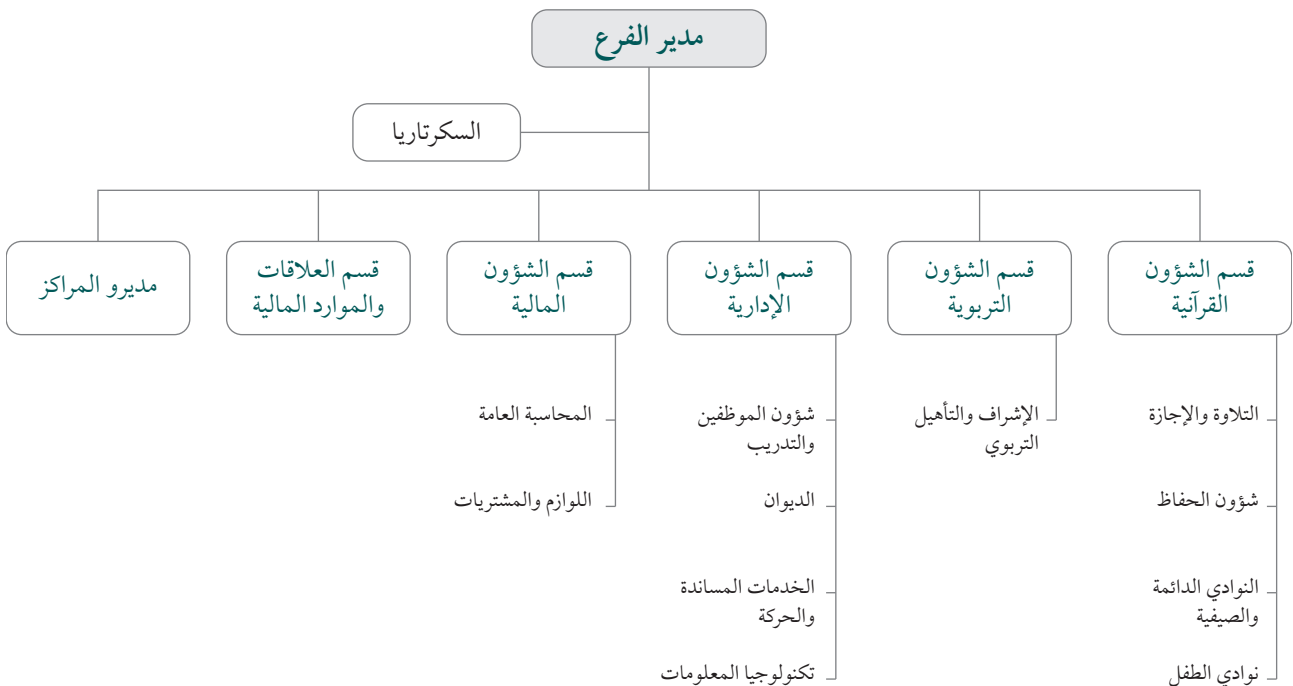 مدير الفرع
السكرتاريا
قسم الشؤون
القرآنية
قسم الشؤون
التربوية
قسم الشؤون
الإدارية
قسم الشؤون
المالية
قسم العلاقات
والموارد المالية
مديرو المراكز
التلاوة والإجازة
شؤون الحفاظ
النوادي الدائمة
والصيفية
نوادي الطفل
الإشراف والتأهيل
التربوي
شؤون الموظفين
والتدريب
الديوان
الخدمات المساندة
والحركة
تكنولوجيا المعلومات
المحاسبة العامة
اللوازم والمشتريات